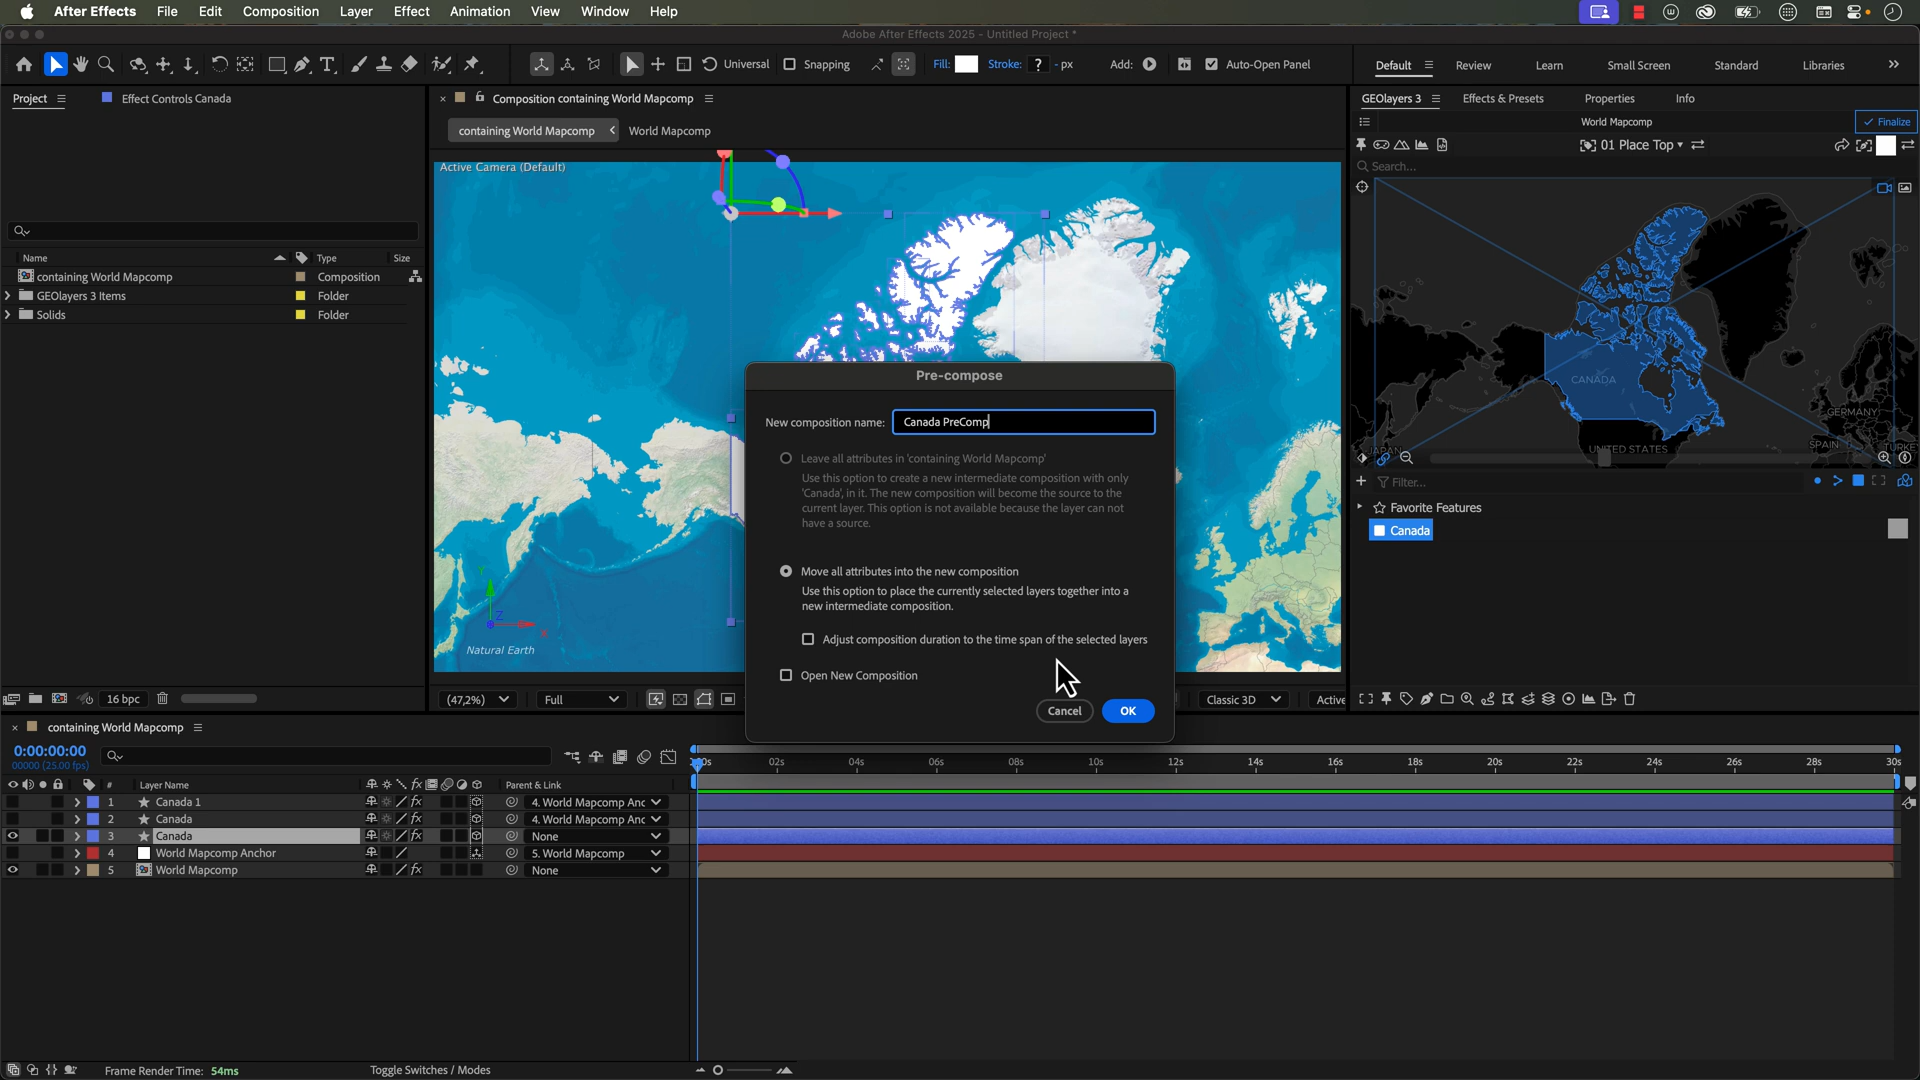 After Effects File Edit Composition Layer Effect Animation View Window Help
Adobe After Effects 2025 - Untitled Project *
Universal Snapping Fill: Stroke: ? - px Add: Auto-Open Panel Default Review Learn Small Screen Standard Libraries
Project Effect Controls Canada
Composition containing World Mapcomp
containing World Mapcomp World Mapcomp
Active Camera (Default)
Name Type Size
containing World Mapcomp Composition
GEOlayers 3 Items Folder
Solids Folder
16 bpc
Natural Earth
Y
Z
X
(47,2%) Full Classic 3D Active
Pre-compose
New composition name: Canada PreComp
Leave all attributes in 'containing World Mapcomp'
Use this option to create a new intermediate composition with only
'Canada', in it. The new composition will become the source to the
current layer. This option is not available because the layer can not
have a source.
Move all attributes into the new composition
Use this option to place the currently selected layers together into a
new intermediate composition.
Adjust composition duration to the time span of the selected layers
Open New Composition
Cancel OK
GEOlayers 3 Effects & Presets Properties Info
World Mapcomp Finalize
01 Place Top
Search...
CANADA
GERMANY
UNITED STATES
SPAIN
Filter...
Favorite Features
Canada
containing World Mapcomp
0:00:00:00
00000 (25.00 fps)
02s 04s 06s 08s 10s 12s 14s 16s 18s 20s 22s 24s 26s 28s 30s
# Layer Name Parent & Link
1 Canada 1 4. World Mapcomp Anc
2 Canada 4. World Mapcomp Anc
3 Canada None
4 World Mapcomp Anchor 5. World Mapcomp
5 World Mapcomp None
Frame Render Time: 54ms Toggle Switches / Modes